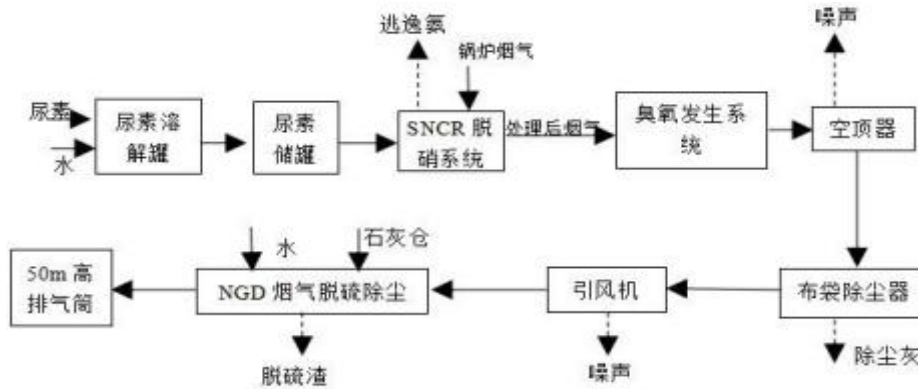 逃逸氨
噪声
锅炉烟气
尿素
水
尿素溶
解罐
尿素
储罐
SNCR 脱
硝系统
处理后烟气
臭氧发生系
统
空顶器
50m 高
排气筒
水
石灰仓
NGD 烟气脱硫除尘
引风机
布袋除尘器
脱硫渣
噪声
除尘灰